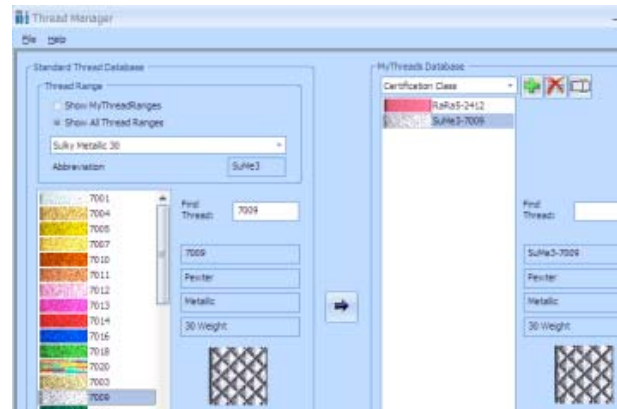 Thread Manager
File Help
Standard Thread Database
Thread Range
Show MyThreadRanges
Show All Thread Ranges
Sulky Metallic 30
Abbreviation SuMe3
7001
7004
7005
7007
7010
7011
7012
7013
7014
7016
7018
7020
7003
7009
Find Thread: 7009
7009
Pewter
Metallic
30 Weight
MyThreads Database
Certification Class
RaRa5-2412
SuMe3-7009
Find Thread:
SuMe3-7009
Pewter
Metallic
30 Weight